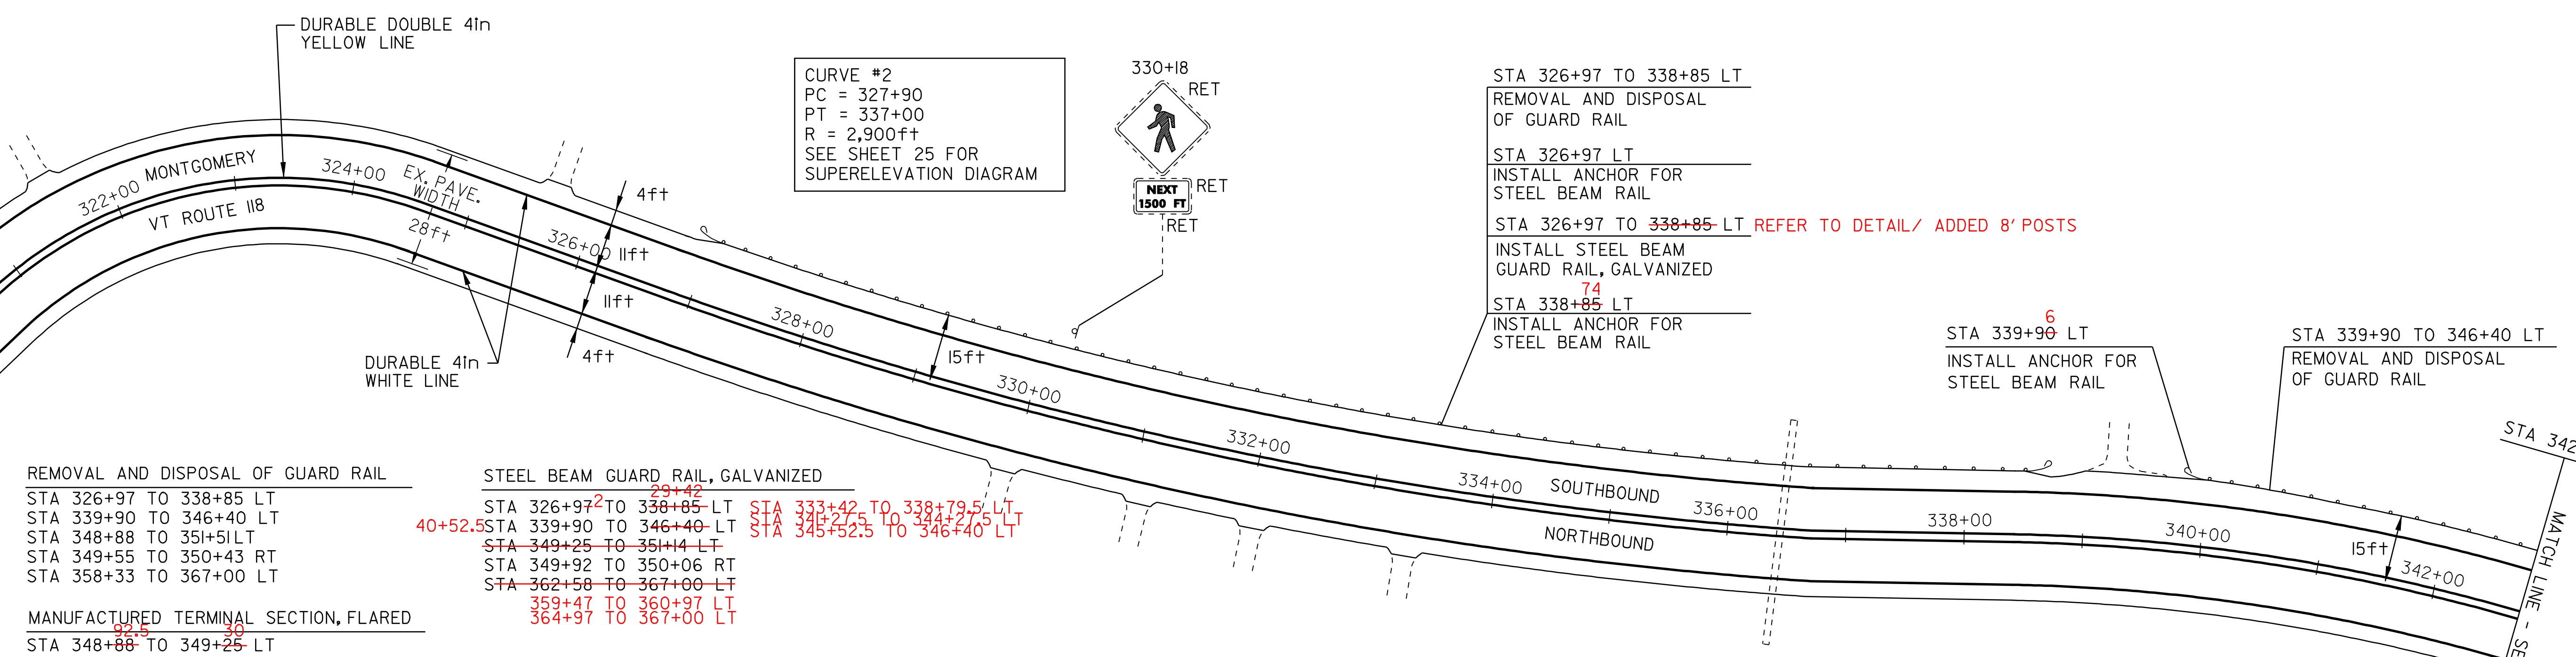 DURABLE DOUBLE 4in
YELLOW LINE
CURVE #2
PC = 327+90
PT = 337+00
R = 2,900ft
SEE SHEET 25 FOR
SUPERELEVATION DIAGRAM
330+18
RET
NEXT
1500 FT
RET
RET
STA 326+97 TO 338+85 LT
REMOVAL AND DISPOSAL
OF GUARD RAIL
STA 326+97 LT
INSTALL ANCHOR FOR
STEEL BEAM RAIL
STA 326+97 TO 338+85 LT REFER TO DETAIL/ ADDED 8' POSTS
INSTALL STEEL BEAM
GUARD RAIL, GALVANIZED
74
STA 338+85 LT
INSTALL ANCHOR FOR
STEEL BEAM RAIL
6
STA 339+90 LT
INSTALL ANCHOR FOR
STEEL BEAM RAIL
STA 339+90 TO 346+40 LT
REMOVAL AND DISPOSAL
OF GUARD RAIL
322+00
MONTGOMERY
VT ROUTE 118
324+00
EX. PAVE.
WIDTH
28ft
326+00
4ft
11ft
11ft
4ft
DURABLE 4in
WHITE LINE
328+00
15ft
330+00
332+00
334+00
SOUTHBOUND
NORTHBOUND
336+00
338+00
340+00
15ft
342+00
STA 342
MATCH LINE - SE
REMOVAL AND DISPOSAL OF GUARD RAIL
STA 326+97 TO 338+85 LT
STA 339+90 TO 346+40 LT
STA 348+88 TO 351+51 LT
STA 349+55 TO 350+43 RT
STA 358+33 TO 367+00 LT
MANUFACTURED TERMINAL SECTION, FLARED
92.5 30
STA 348+88 TO 349+25 LT
STEEL BEAM GUARD RAIL, GALVANIZED
29+42
STA 326+97 2 TO 338+85 LT STA 333+42 TO 338+79.5 LT
40+52.5 STA 339+90 TO 346+40 LT STA 341+27.5 TO 344+27.5 LT
STA 345+52.5 TO 346+40 LT
STA 349+25 TO 351+14 LT
STA 349+92 TO 350+06 RT
STA 362+58 TO 367+00 LT
359+47 TO 360+97 LT
364+97 TO 367+00 LT